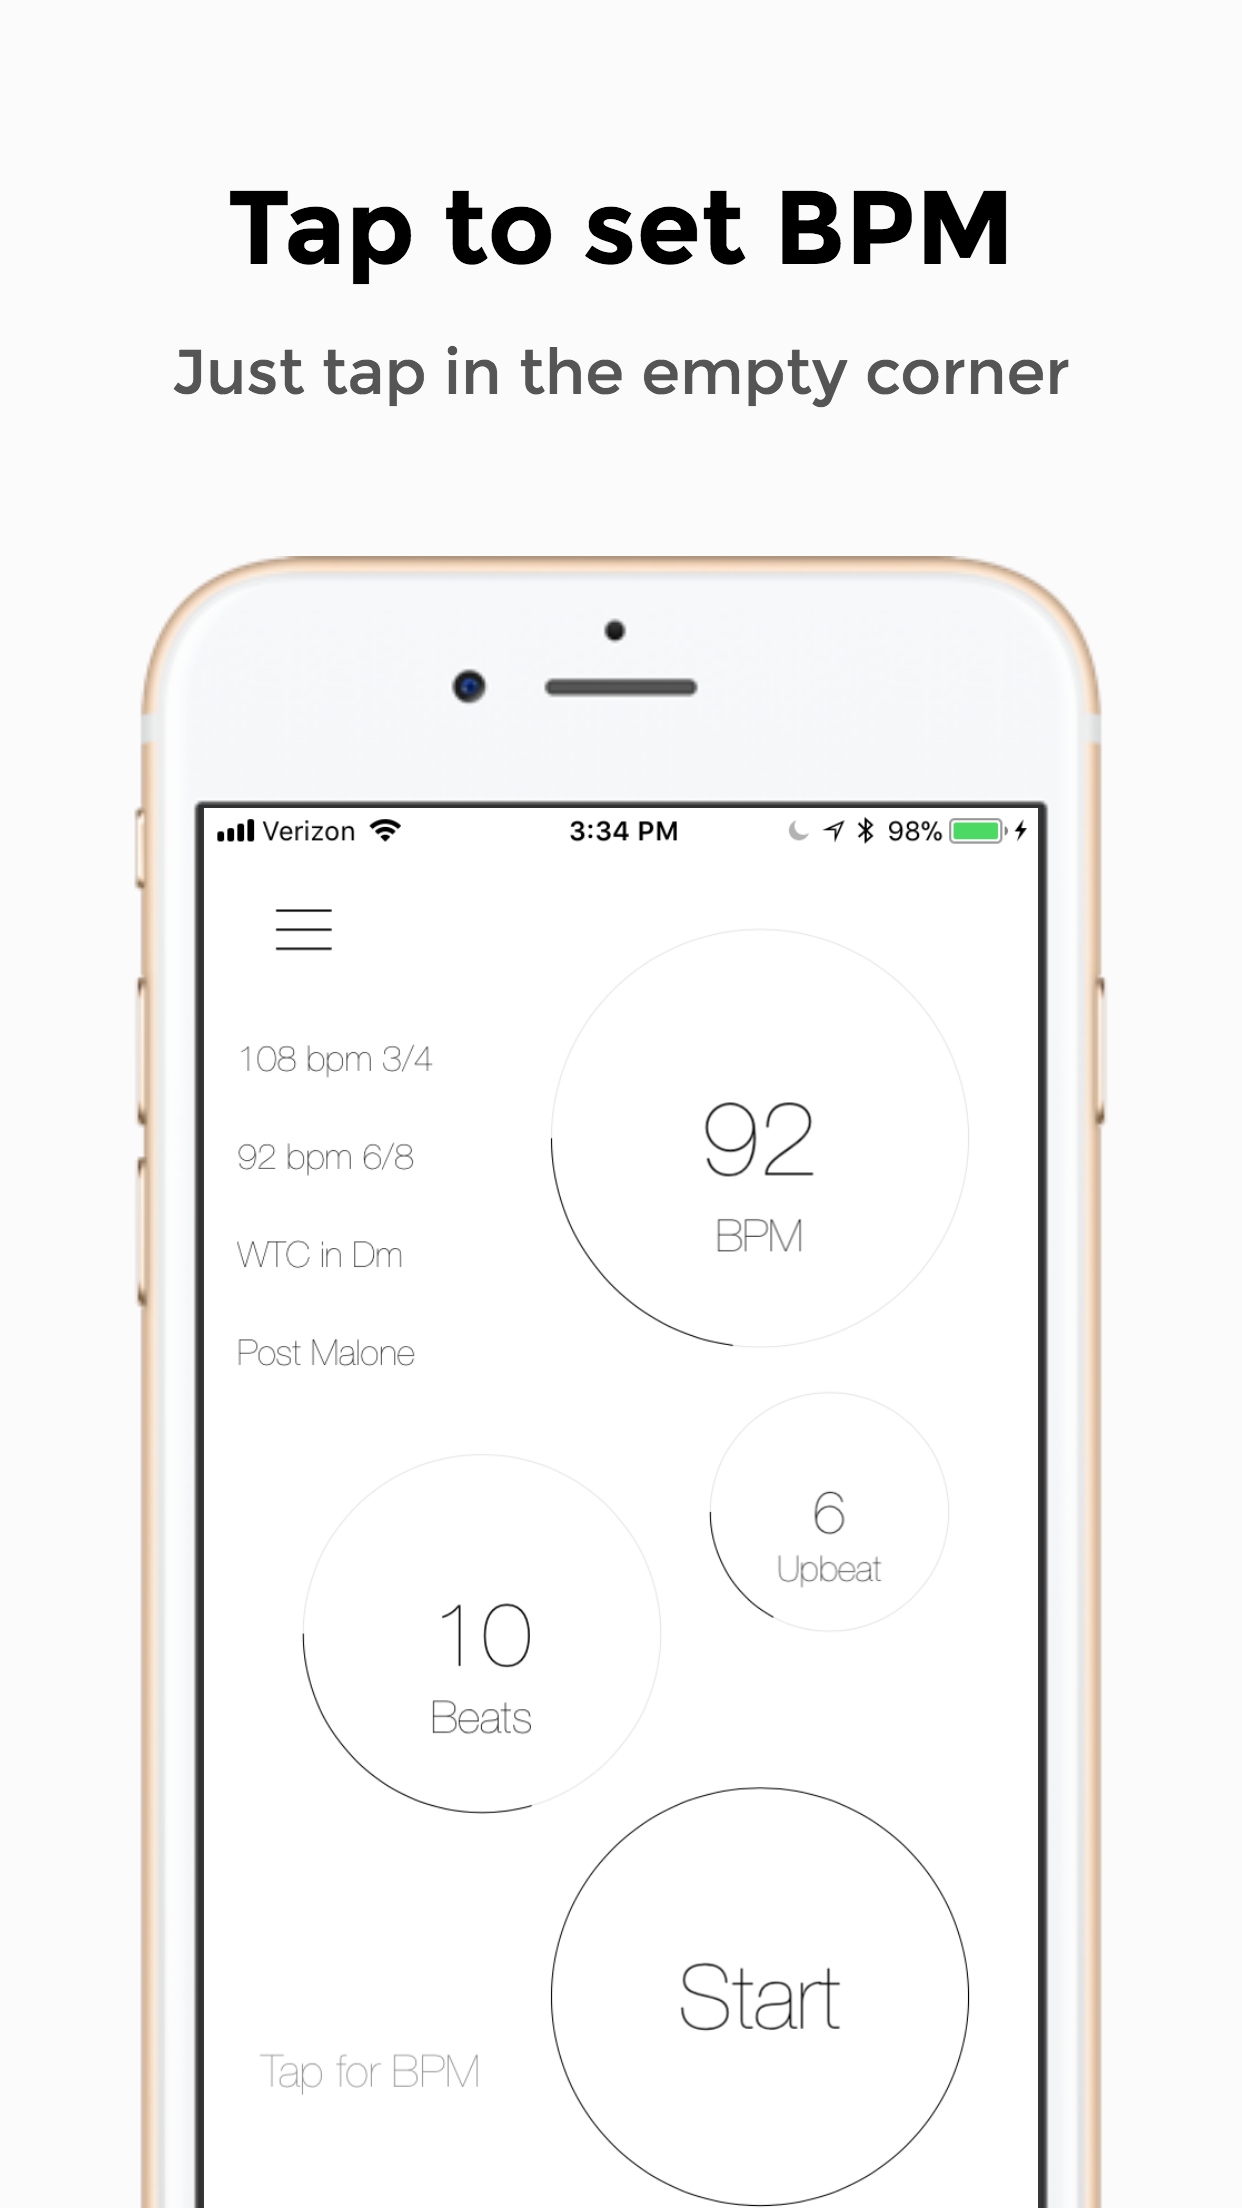 Tap to set BPM
Just tap in the empty corner
Verizon 3:34 PM 98%
108 bpm 3/4
92 bpm 6/8
WTC in Dm
Post Malone
92
BPM
6
Upbeat
10
Beats
Start
Tap for BPM